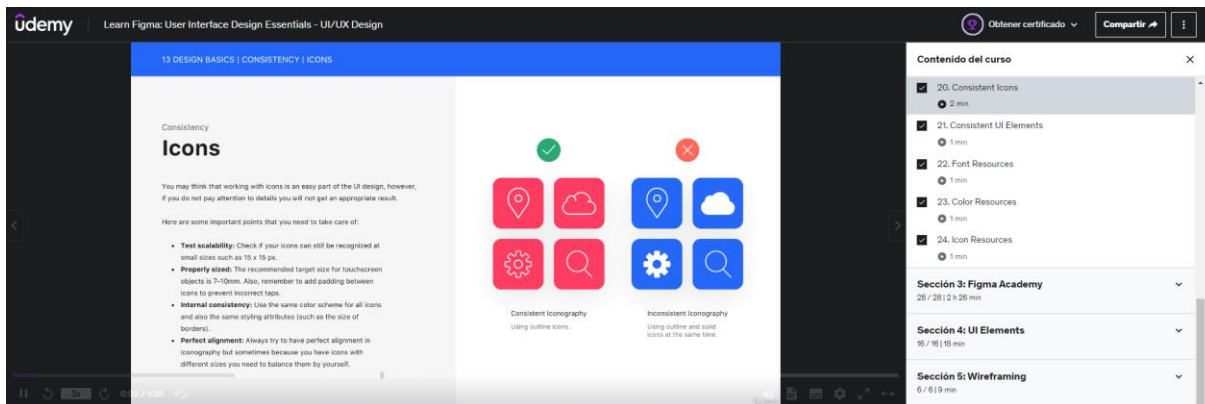 ûdemy
Learn Figma: User Interface Design Essentials - UI/UX Design
Obtener certificado
Compartir
13 DESIGN BASICS | CONSISTENCY | ICONS
Consistency
Icons
You may think that working with icons is an easy part of the UI design, however,
if you do not pay attention to details you will not get an appropriate result.
Here are some important points that you need to take care of:
• Test scalability: Check if your icons can still be recognized at
small sizes such as 15 x 15 px.
• Properly sized: The recommended target size for touchscreen
objects is 7–10mm. Also, remember to add padding between
icons to prevent incorrect taps.
• Internal consistency: Use the same color scheme for all icons
and also the same styling attributes (such as the size of
borders).
• Perfect alignment: Always try to have perfect alignment in
iconography but sometimes because you have icons with
different sizes you need to balance them by yourself.
Consistent Iconography
Using outline icons.
Inconsistent Iconography
Using outline and solid
icons at the same time.
2x
Contenido del curso
20. Consistent Icons
2 min
21. Consistent UI Elements
1 min
22. Font Resources
1 min
23. Color Resources
1 min
24. Icon Resources
1 min
Sección 3: Figma Academy
28 / 28 | 2 h 26 min
Sección 4: UI Elements
16 / 16 | 18 min
Sección 5: Wireframing
6 / 6 | 9 min